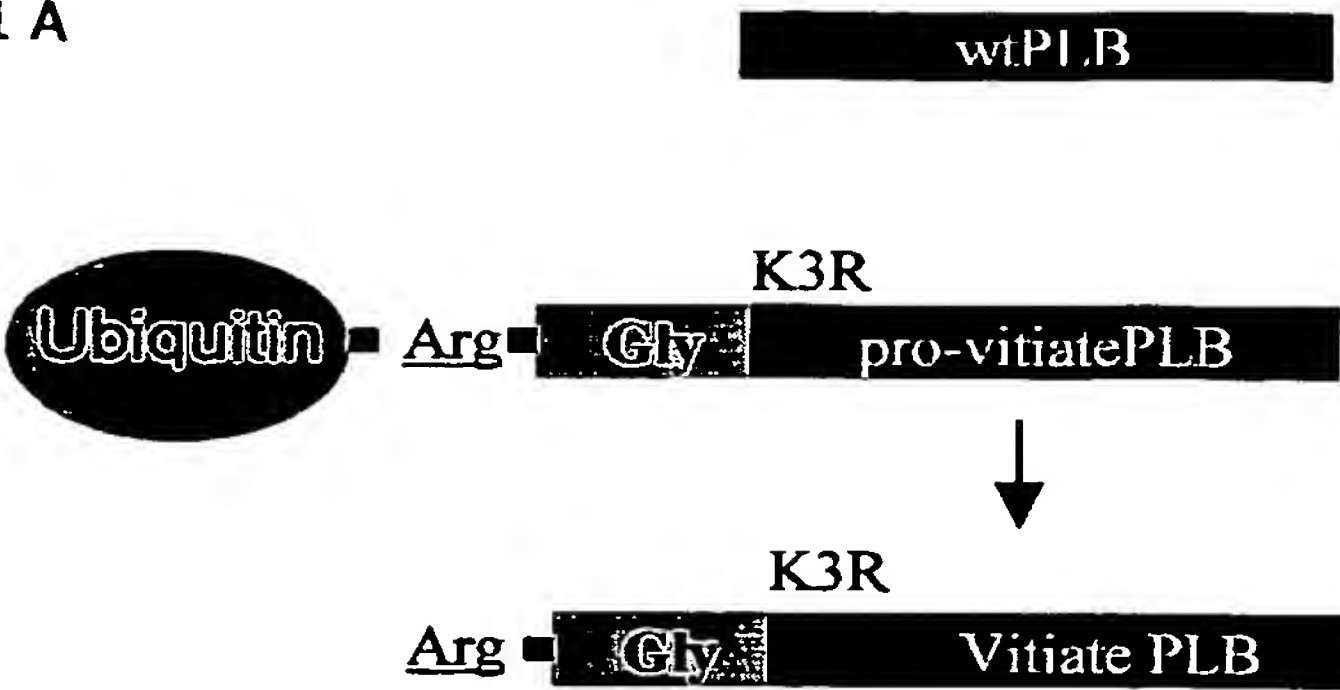 A
wtPLB
K3R
Ubiquitin Arg Gly pro-vitiatePLB
K3R
Arg Gly Vitiate PLB